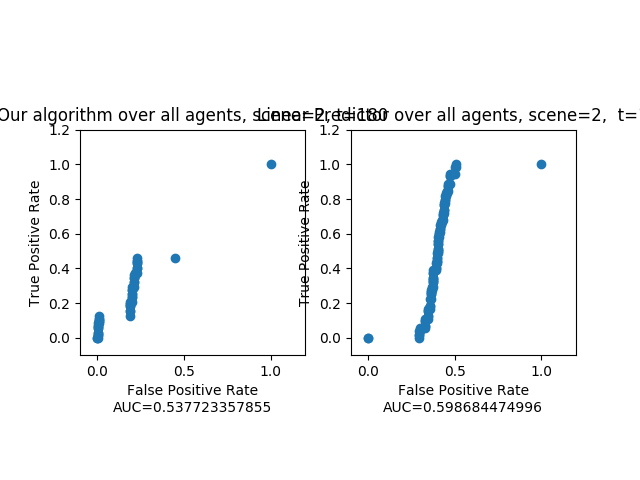 Our algorithm over all agents, scene=2, t=180
Linear Predictor over all agents, scene=2,  t=
1.2
1.0
0.8
0.6
0.4
0.2
0.0
True Positive Rate
0.0 0.5 1.0
False Positive Rate
AUC=0.537723357855
1.2
1.0
0.8
0.6
0.4
0.2
0.0
True Positive Rate
0.0 0.5 1.0
False Positive Rate
AUC=0.598684474996